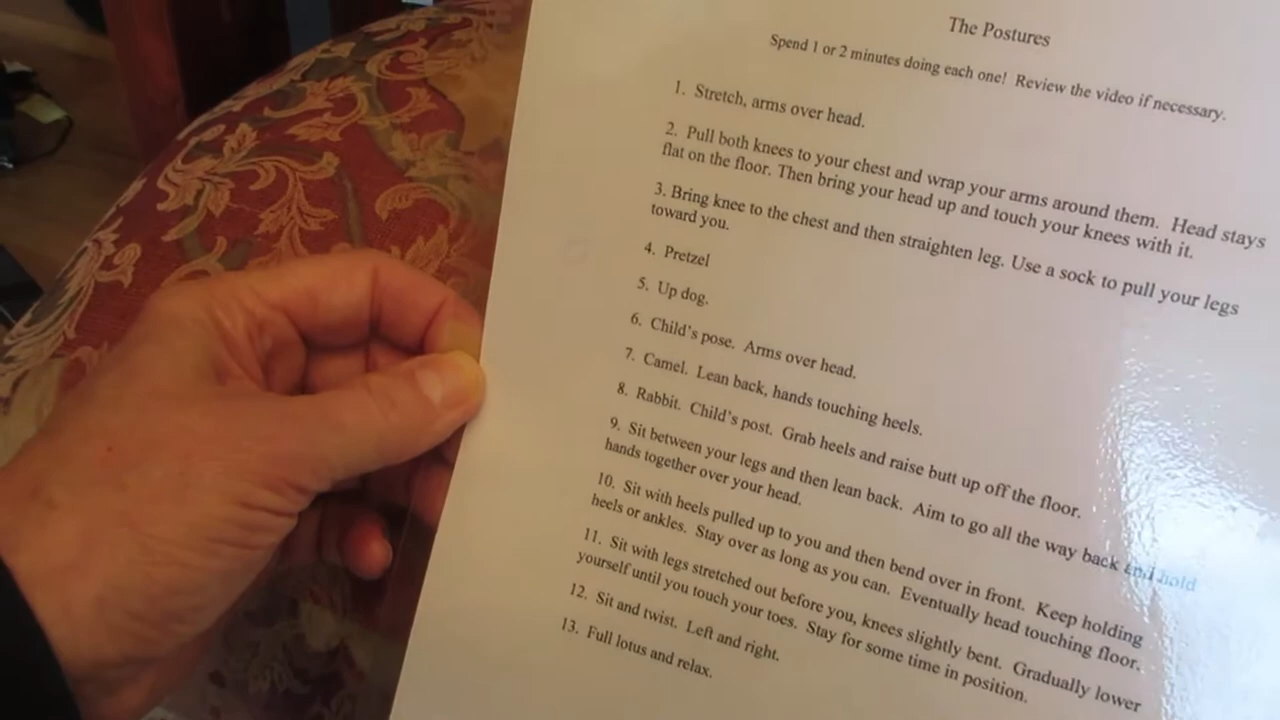 The Postures
Spend 1 or 2 minutes doing each one! Review the video if necessary.
1. Stretch, arms over head.
2. Pull both knees to your chest and wrap your arms around them. Head stays
flat on the floor. Then bring your head up and touch your knees with it.
3. Bring knee to the chest and then straighten leg. Use a sock to pull your legs
toward you.
4. Pretzel
5. Up dog.
6. Child's pose. Arms over head.
7. Camel. Lean back, hands touching heels.
8. Rabbit. Child's post. Grab heels and raise butt up off the floor.
9. Sit between your legs and then lean back. Aim to go all the way back and hold
hands together over your head.
10. Sit with heels pulled up to you and then bend over in front. Keep holding
heels or ankles. Stay over as long as you can. Eventually head touching floor.
11. Sit with legs stretched out before you, knees slightly bent. Gradually lower
yourself until you touch your toes. Stay for some time in position.
12. Sit and twist. Left and right.
13. Full lotus and relax.